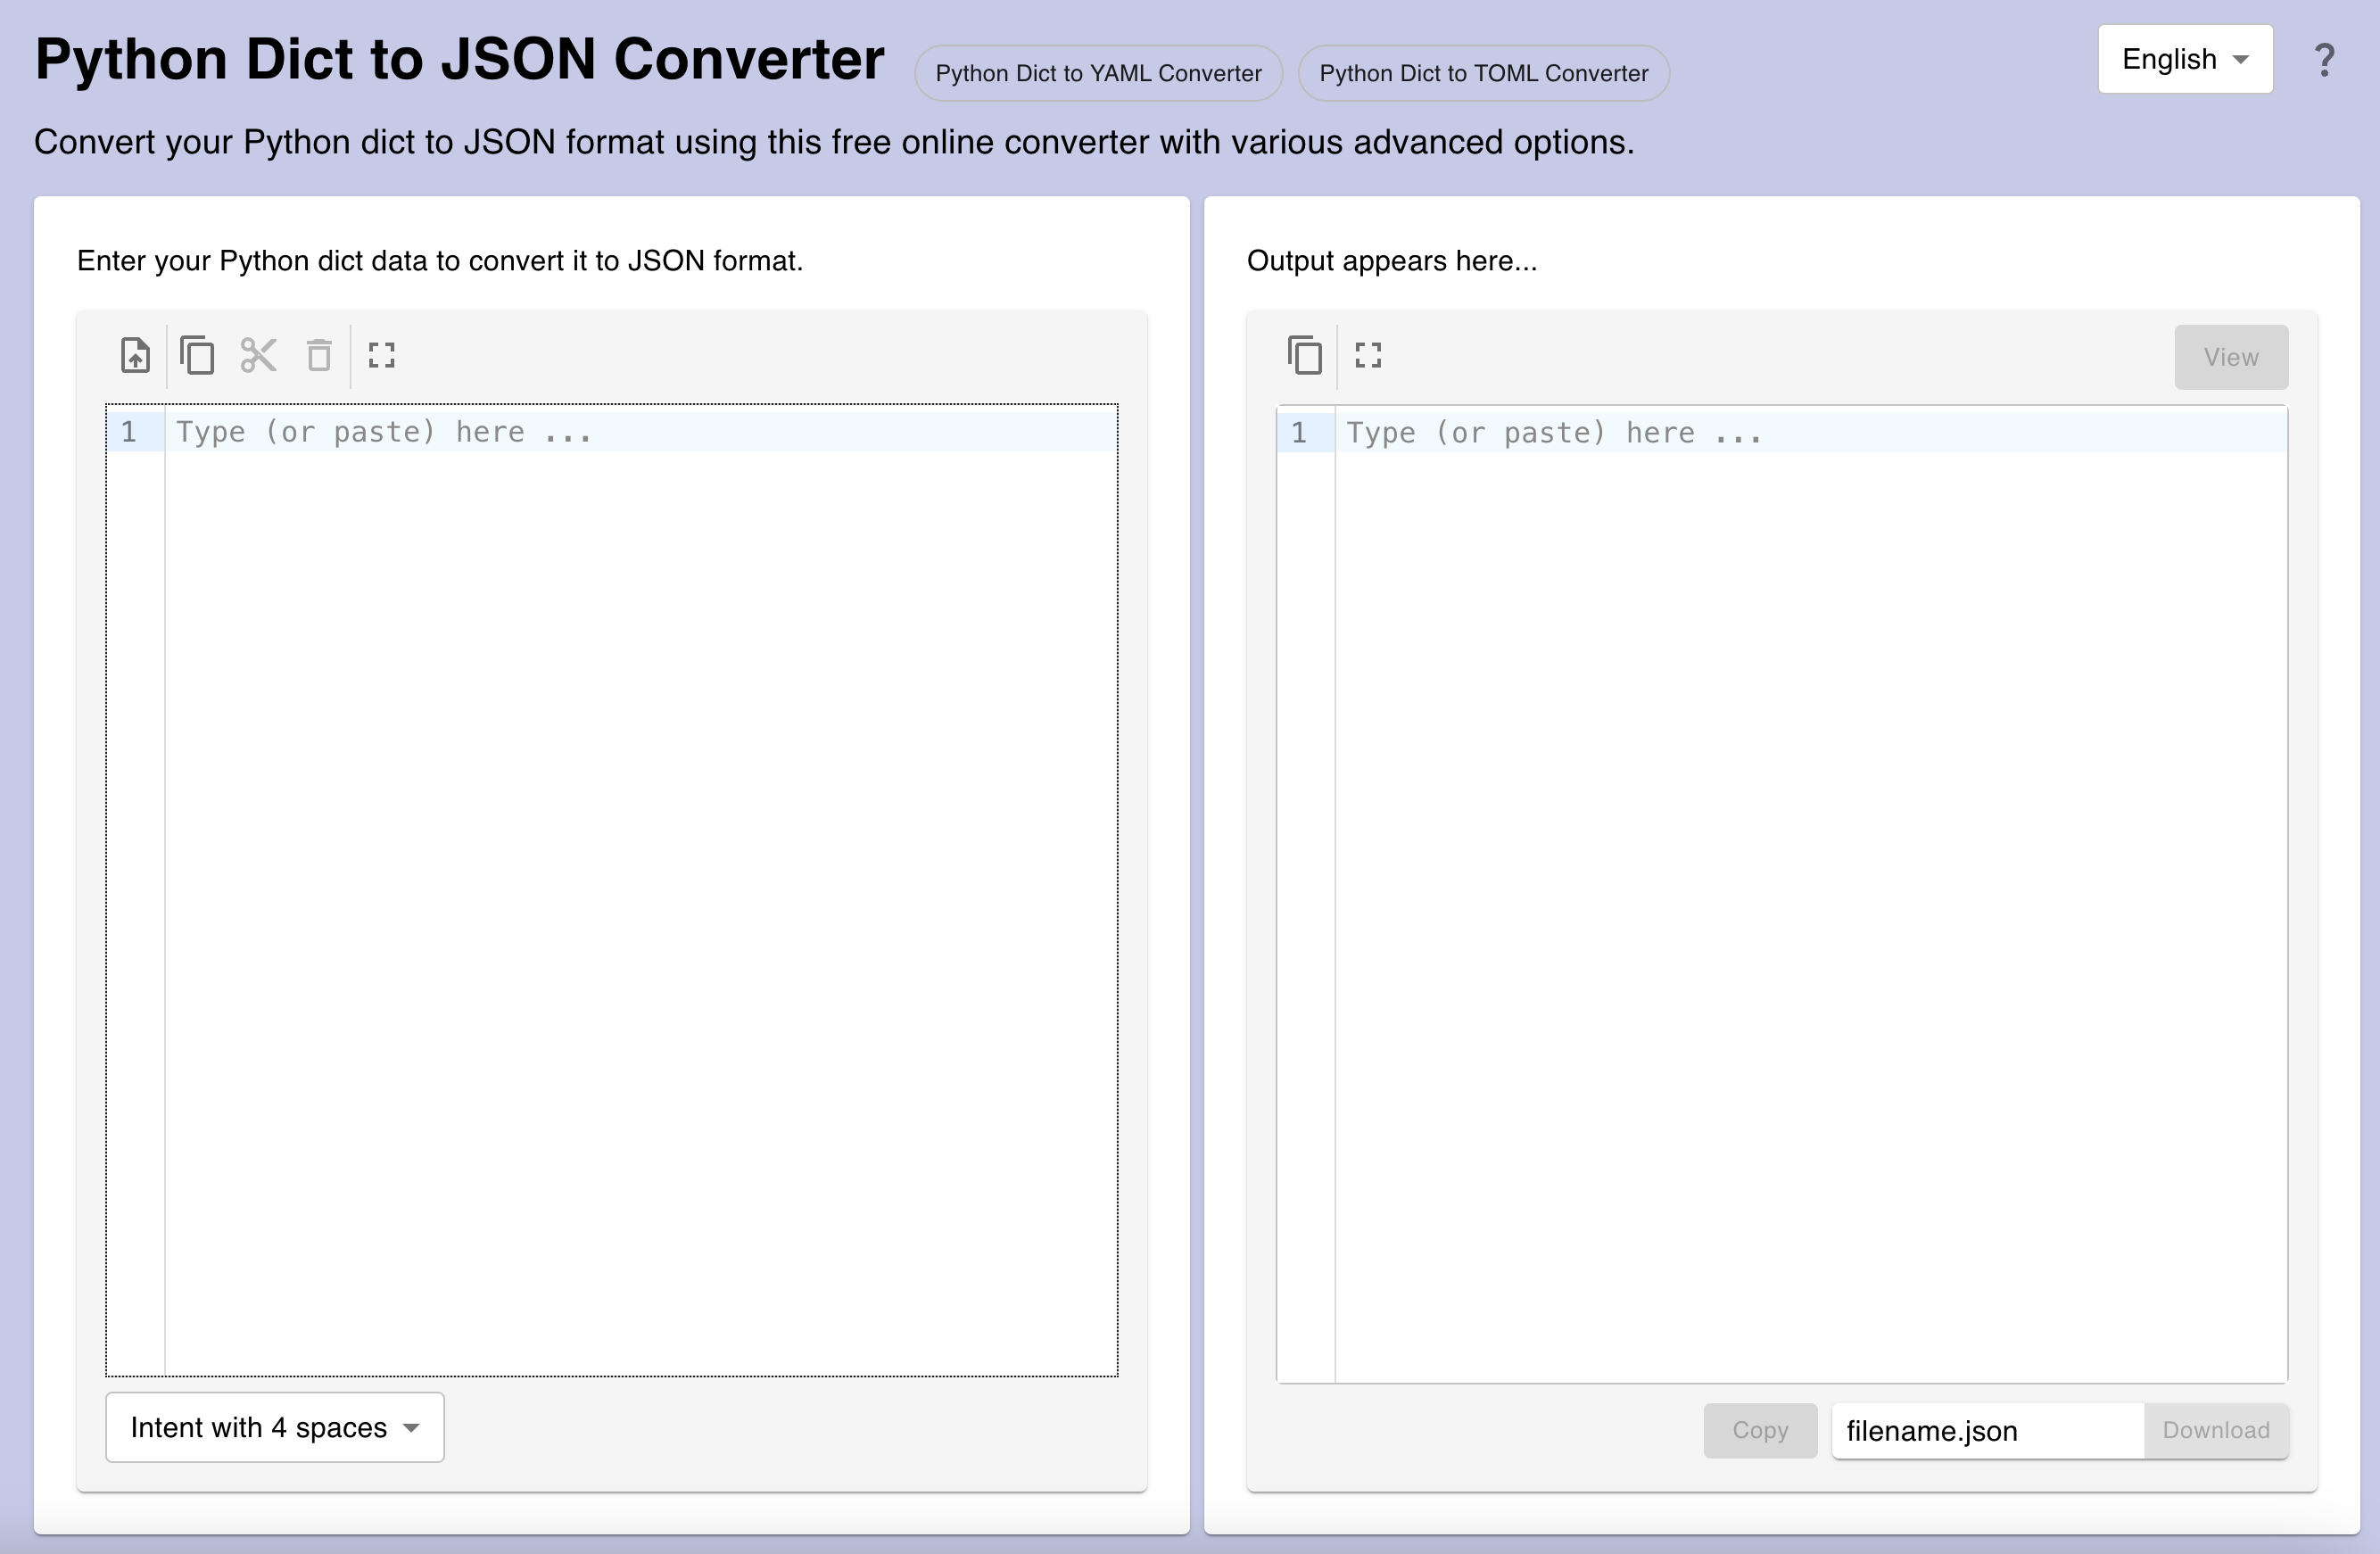 Python Dict to JSON Converter
Python Dict to YAML Converter
Python Dict to TOML Converter
English
?
Convert your Python dict to JSON format using this free online converter with various advanced options.
Enter your Python dict data to convert it to JSON format.
1 Type (or paste) here ...
Intent with 4 spaces
Output appears here...
View
1 Type (or paste) here ...
Copy
filename.json
Download